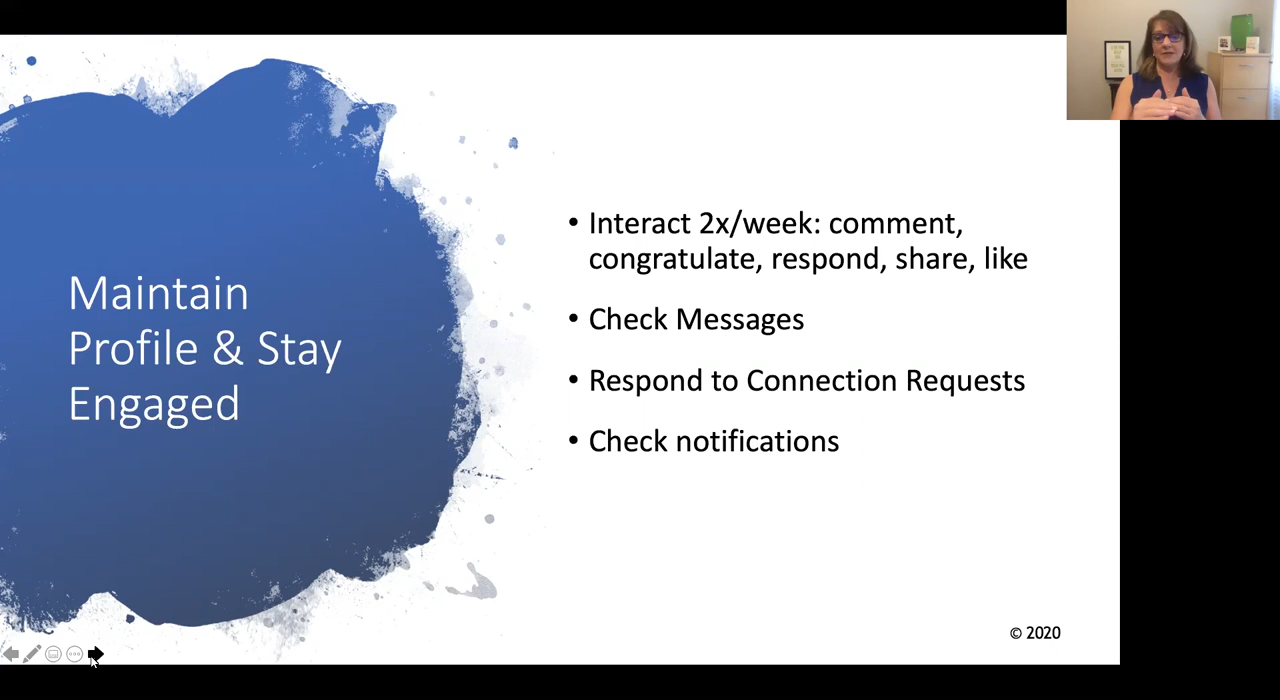 Maintain
Profile & Stay
Engaged
• Interact 2x/week: comment,
congratulate, respond, share, like
• Check Messages
• Respond to Connection Requests
• Check notifications
© 2020